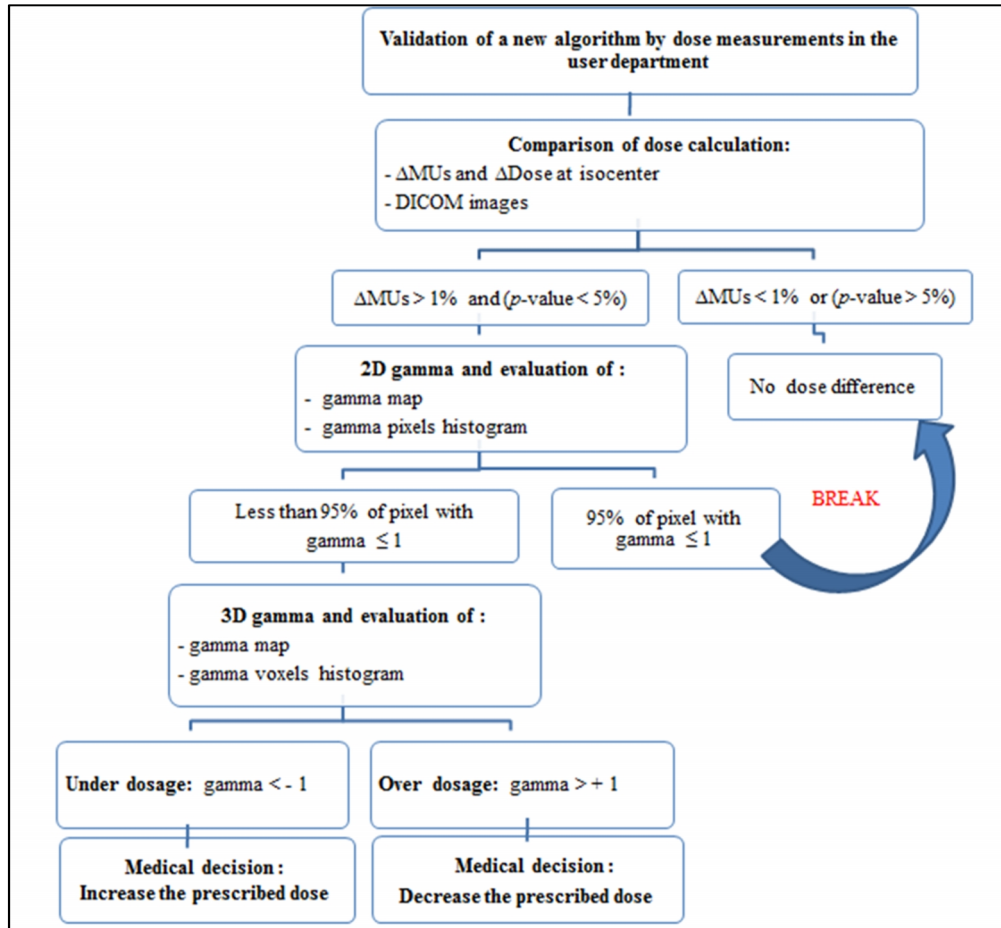 Validation of a new algorithm by dose measurements in the
user department
Comparison of dose calculation:
- ΔMUs and ΔDose at isocenter
- DICOM images
ΔMUs > 1% and (p-value < 5%)
ΔMUs < 1% or (p-value > 5%)
2D gamma and evaluation of :
- gamma map
- gamma pixels histogram
No dose difference
Less than 95% of pixel with
gamma ≤ 1
95% of pixel with
gamma ≤ 1
BREAK
3D gamma and evaluation of :
- gamma map
- gamma voxels histogram
Under dosage: gamma < - 1
Over dosage: gamma > + 1
Medical decision :
Increase the prescribed dose
Medical decision :
Decrease the prescribed dose